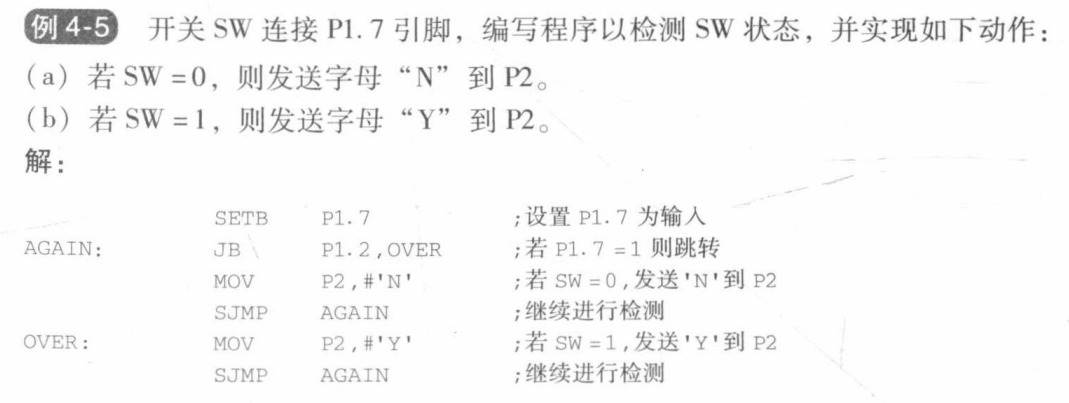 例 4-5 开关 SW 连接 P1.7 引脚，编写程序以检测 SW 状态，并实现如下动作：
（a）若 SW =0，则发送字母“N”到 P2。
（b）若 SW =1，则发送字母“Y”到 P2。
解：
SETB P1.7 ;设置 P1.7 为输入
AGAIN: JB P1.2,OVER ;若 P1.7 =1 则跳转
MOV P2,#'N' ;若 SW =0,发送'N'到 P2
SJMP AGAIN ;继续进行检测
OVER: MOV P2,#'Y' ;若 SW =1,发送'Y'到 P2
SJMP AGAIN ;继续进行检测